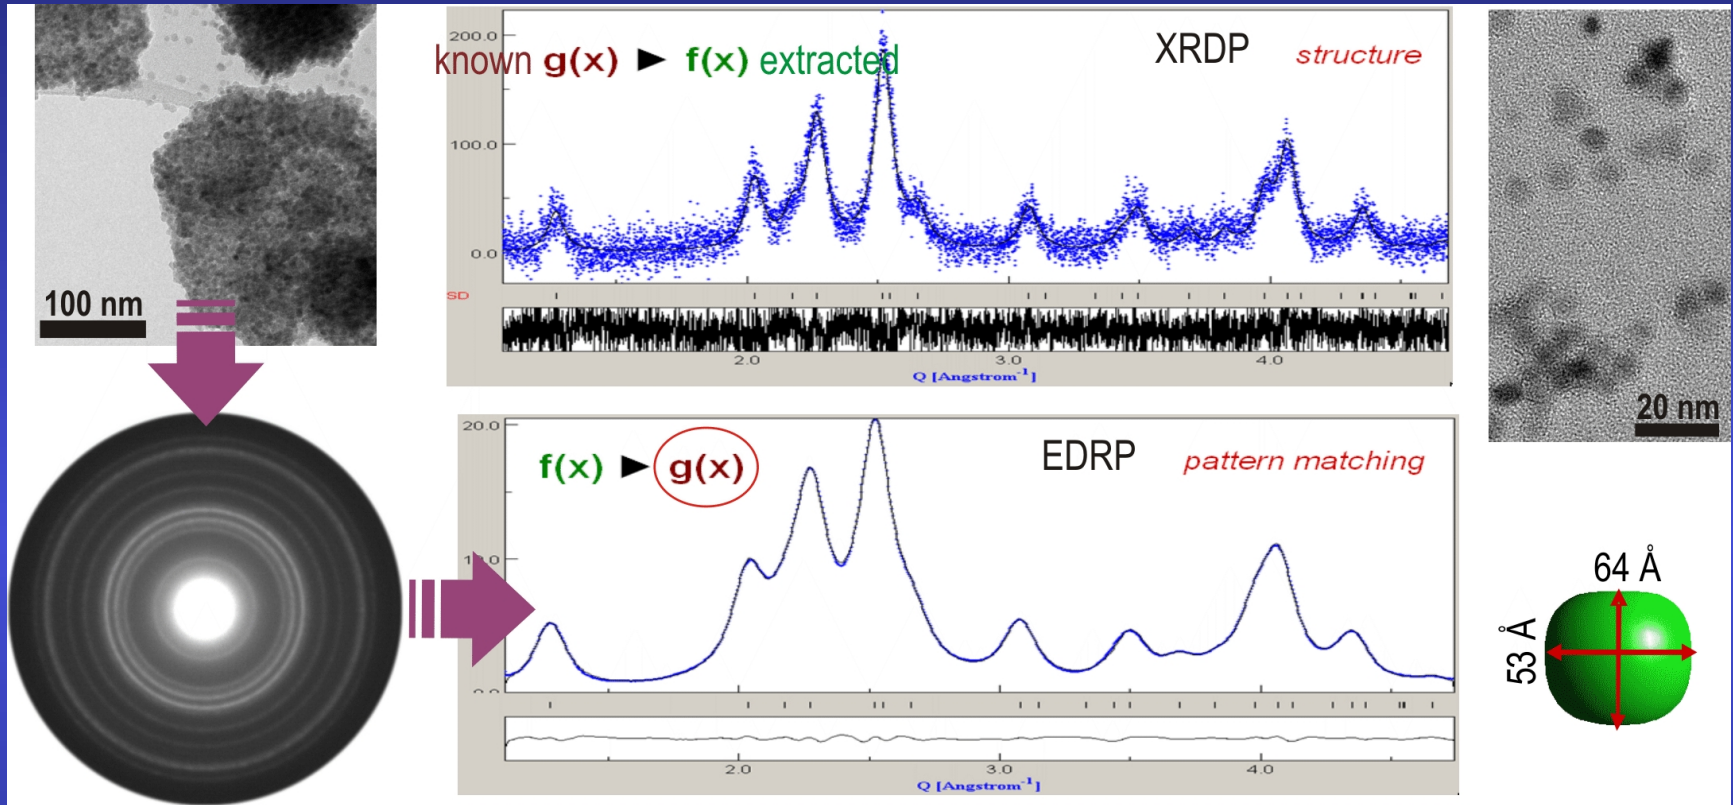 100 nm
known g(x) ► f(x) extracted
XRDP
structure
200.0
100.0
0.0
SD
2.0 3.0 4.0
Q [Angstrom⁻¹]
20 nm
f(x) ► g(x)
EDRP
pattern matching
20.0
2.0 3.0 4.0
Q [Angstrom⁻¹]
64 Å
53 Å